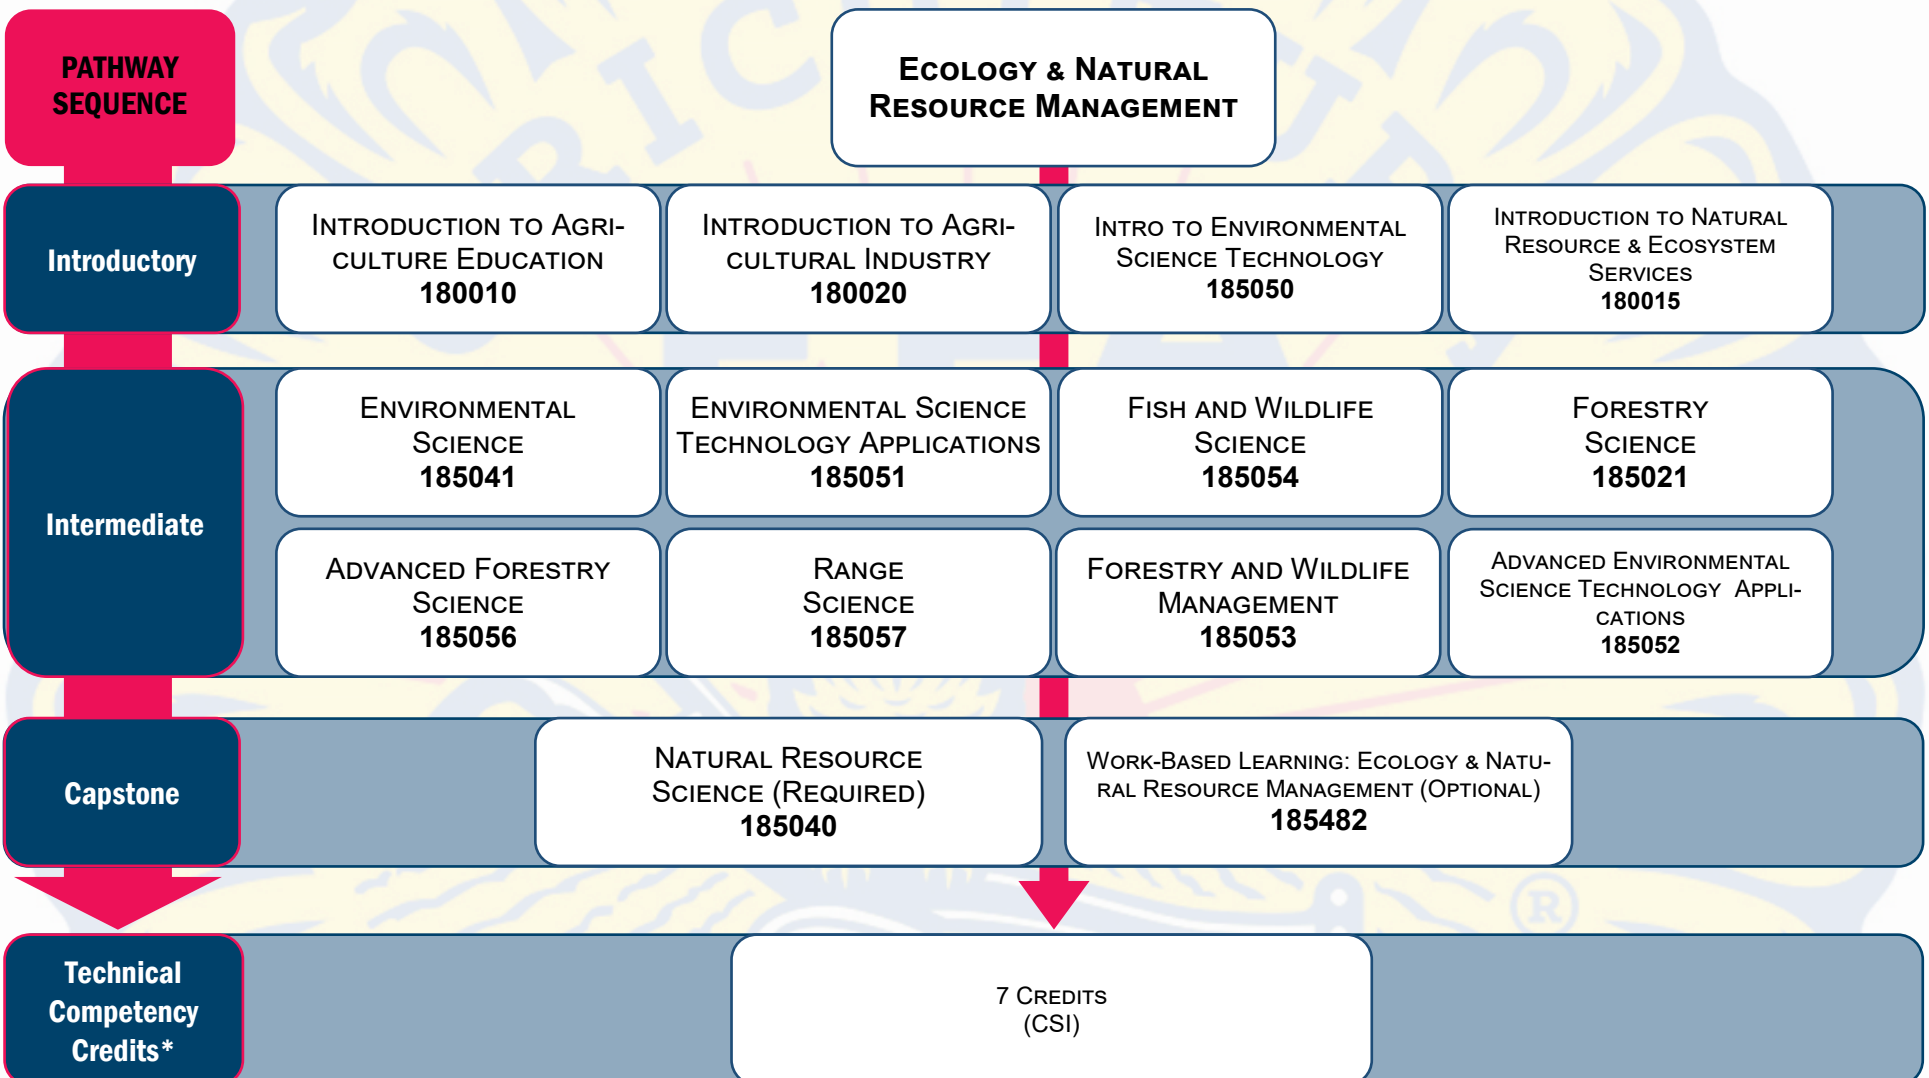 PATHWAY
SEQUENCE
ECOLOGY & NATURAL
RESOURCE MANAGEMENT
Introductory
INTRODUCTION TO AGRI-
CULTURE EDUCATION
180010
INTRODUCTION TO AGRI-
CULTURAL INDUSTRY
180020
INTRO TO ENVIRONMENTAL
SCIENCE TECHNOLOGY
185050
INTRODUCTION TO NATURAL
RESOURCE & ECOSYSTEM
SERVICES
180015
Intermediate
ENVIRONMENTAL
SCIENCE
185041
ENVIRONMENTAL SCIENCE
TECHNOLOGY APPLICATIONS
185051
FISH AND WILDLIFE
SCIENCE
185054
FORESTRY
SCIENCE
185021
ADVANCED FORESTRY
SCIENCE
185056
RANGE
SCIENCE
185057
FORESTRY AND WILDLIFE
MANAGEMENT
185053
ADVANCED ENVIRONMENTAL
SCIENCE TECHNOLOGY APPLI-
CATIONS
185052
Capstone
NATURAL RESOURCE
SCIENCE (REQUIRED)
185040
WORK-BASED LEARNING: ECOLOGY & NATU-
RAL RESOURCE MANAGEMENT (OPTIONAL)
185482
®
Technical
Competency
Credits*
7 CREDITS
(CSI)